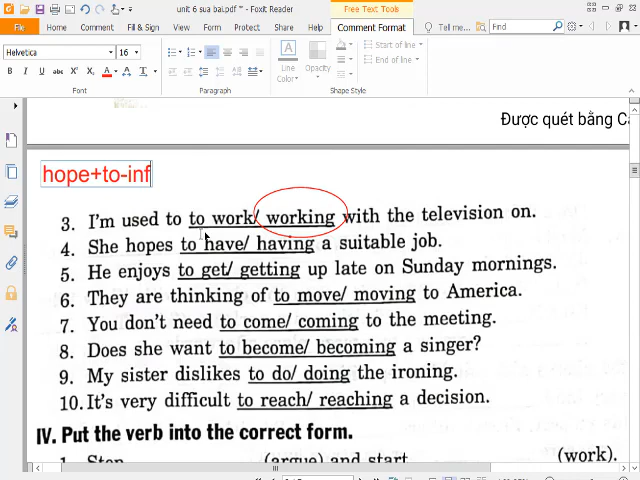 unit 6 sua bai.pdf * - Foxit Reader
Free Text Tools
File Home Comment View Form Protect Share Help Comment Format Tell me... Find
Helvetica 16
Font
Paragraph
Line Color
Opacity
Start of line
End of line
Shape Style
Được quét bằng Ca
hope+to-inf
3. I'm used to to work/ working with the television on.
4. She hopes to have/ having a suitable job.
5. He enjoys to get/ getting up late on Sunday mornings.
6. They are thinking of to move/ moving to America.
7. You don't need to come/ coming to the meeting.
8. Does she want to become/ becoming a singer?
9. My sister dislikes to do/ doing the ironing.
10. It's very difficult to reach/ reaching a decision.
IV. Put the verb into the correct form.
1. Stop (argue) and start (work).